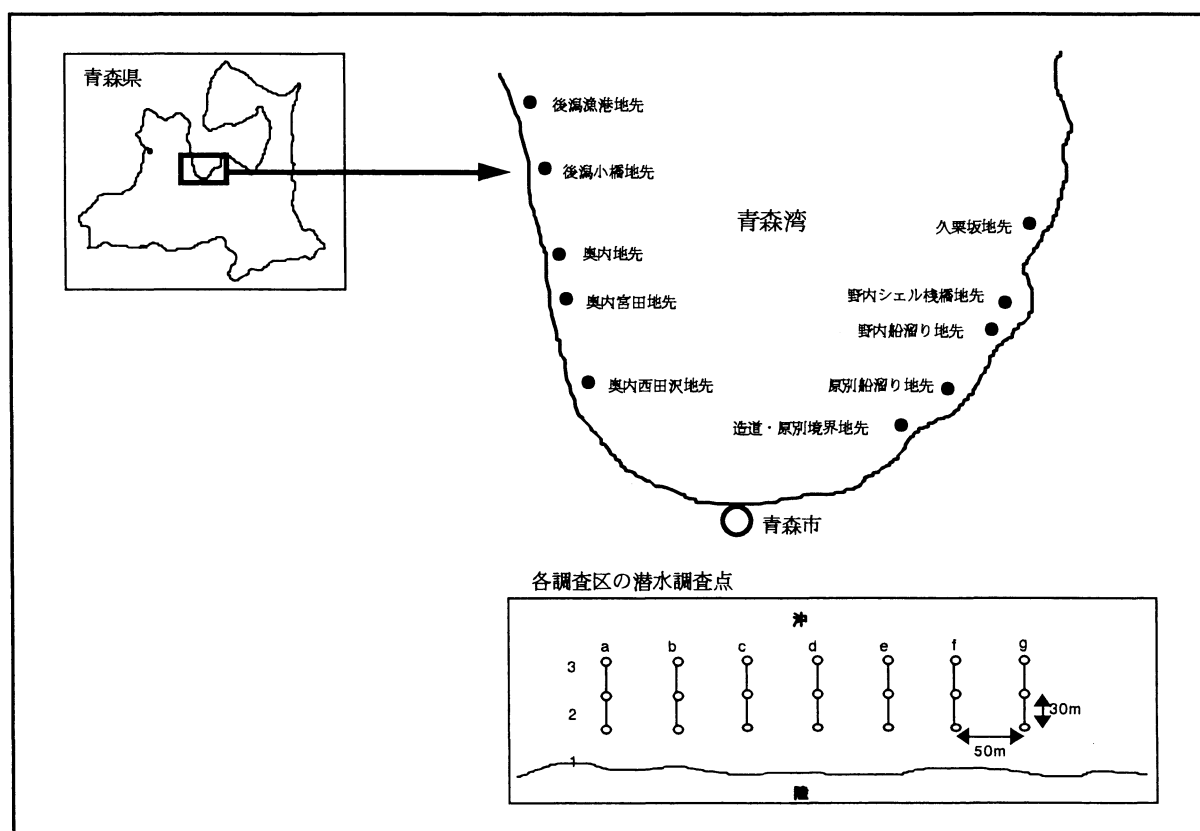 青森県
後潟漁港地先
後潟小橋地先
奥内地先
奥内宮田地先
奥内西田沢地先
青森湾
久栗坂地先
野内シェル桟橋地先
野内船溜り地先
原別船溜り地先
造道・原別境界地先
青森市
各調査区の潜水調査点
沖
a b c d e f g
3
2
1
30m
50m
陸